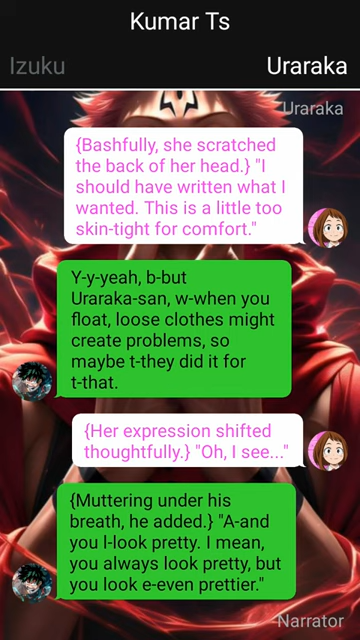 Kumar Ts
Izuku
Uraraka
Uraraka
{Bashfully, she scratched
the back of her head.} "I
should have written what I
wanted. This is a little too
skin-tight for comfort."
Y-y-yeah, b-but
Uraraka-san, w-when you
float, loose clothes might
create problems, so
maybe t-they did it for
t-that.
{Her expression shifted
thoughtfully.} "Oh, I see..."
{Muttering under his
breath, he added.} "A-and
you l-look pretty. I mean,
you always look pretty, but
you look e-even prettier."
Narrator